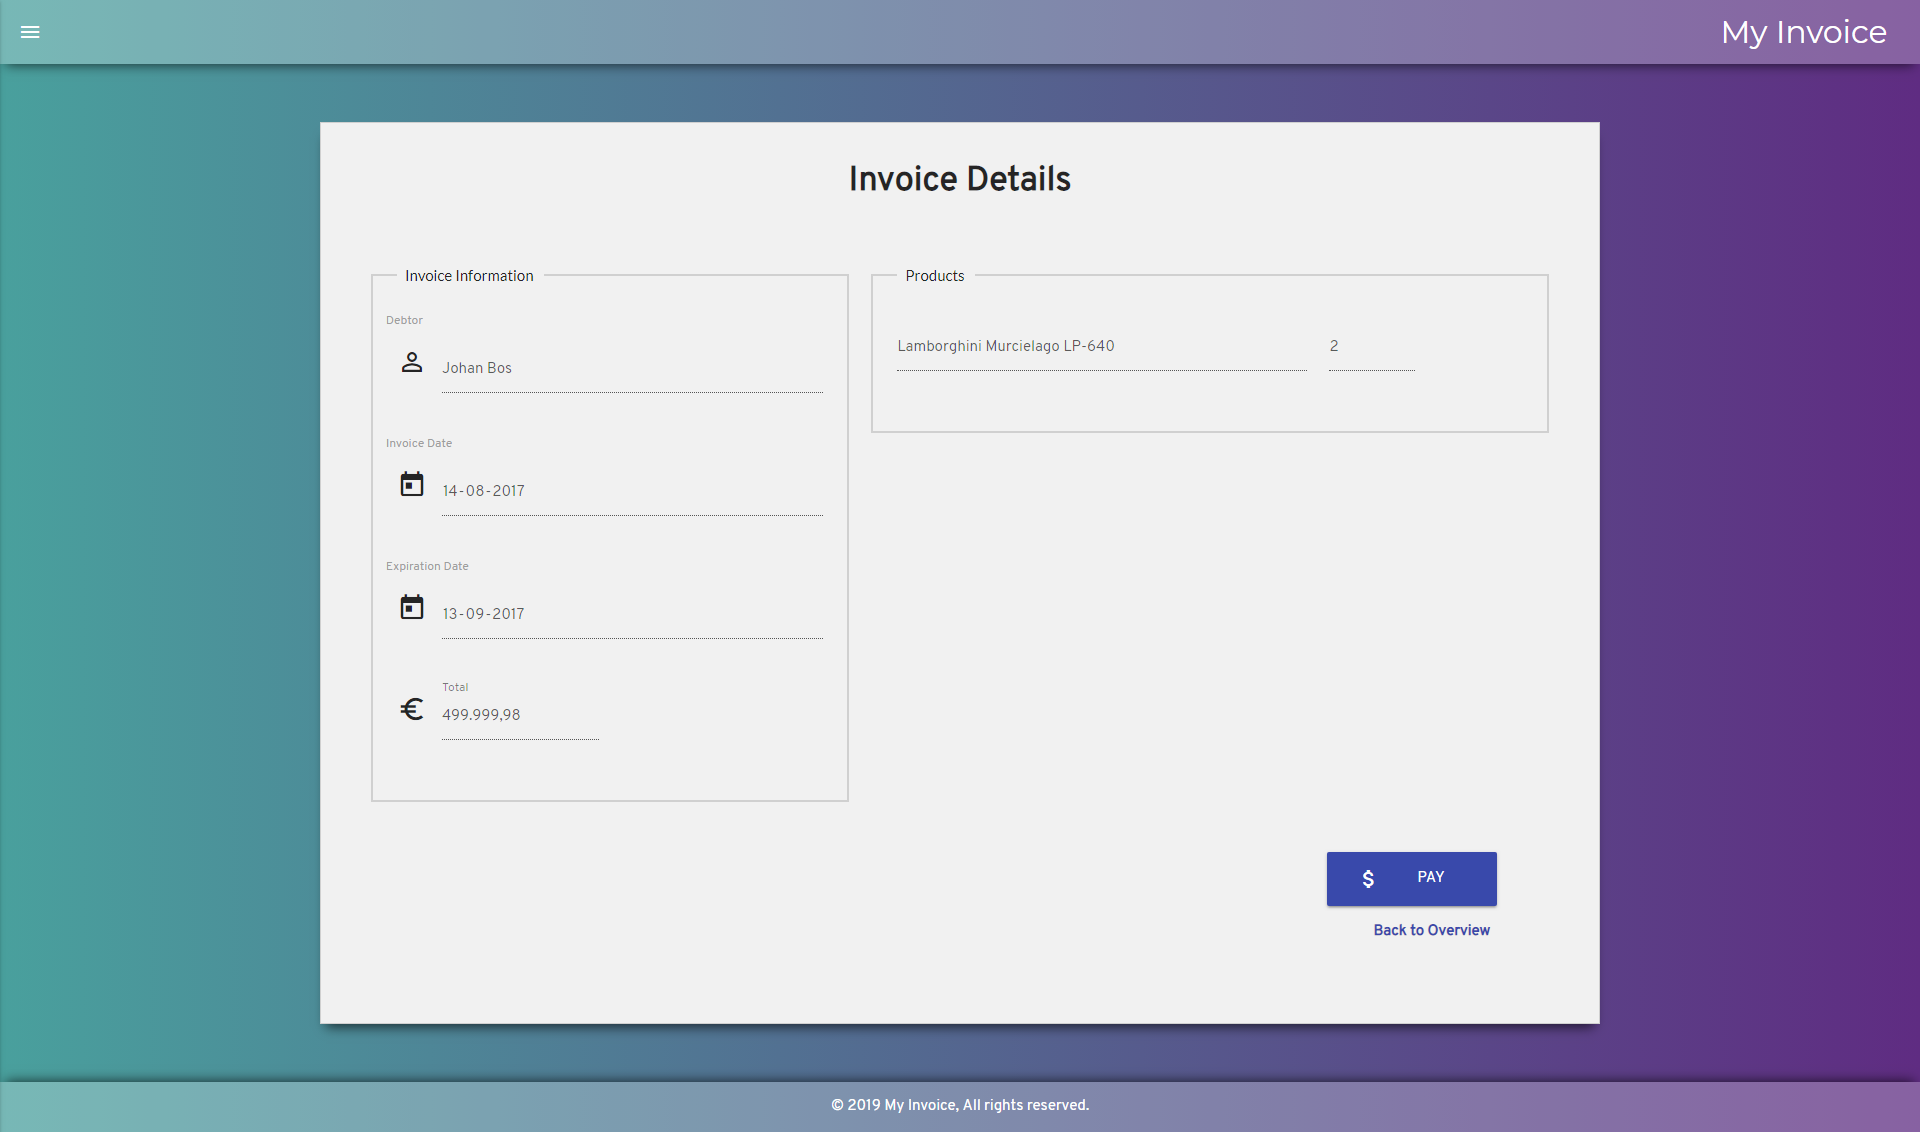 My Invoice
Invoice Details
Invoice Information
Debtor
Johan Bos
Invoice Date
14-08-2017
Expiration Date
13-09-2017
Total
€ 499.999,98
Products
Lamborghini Murcielago LP-640 2
$ PAY
Back to Overview
© 2019 My Invoice, All rights reserved.